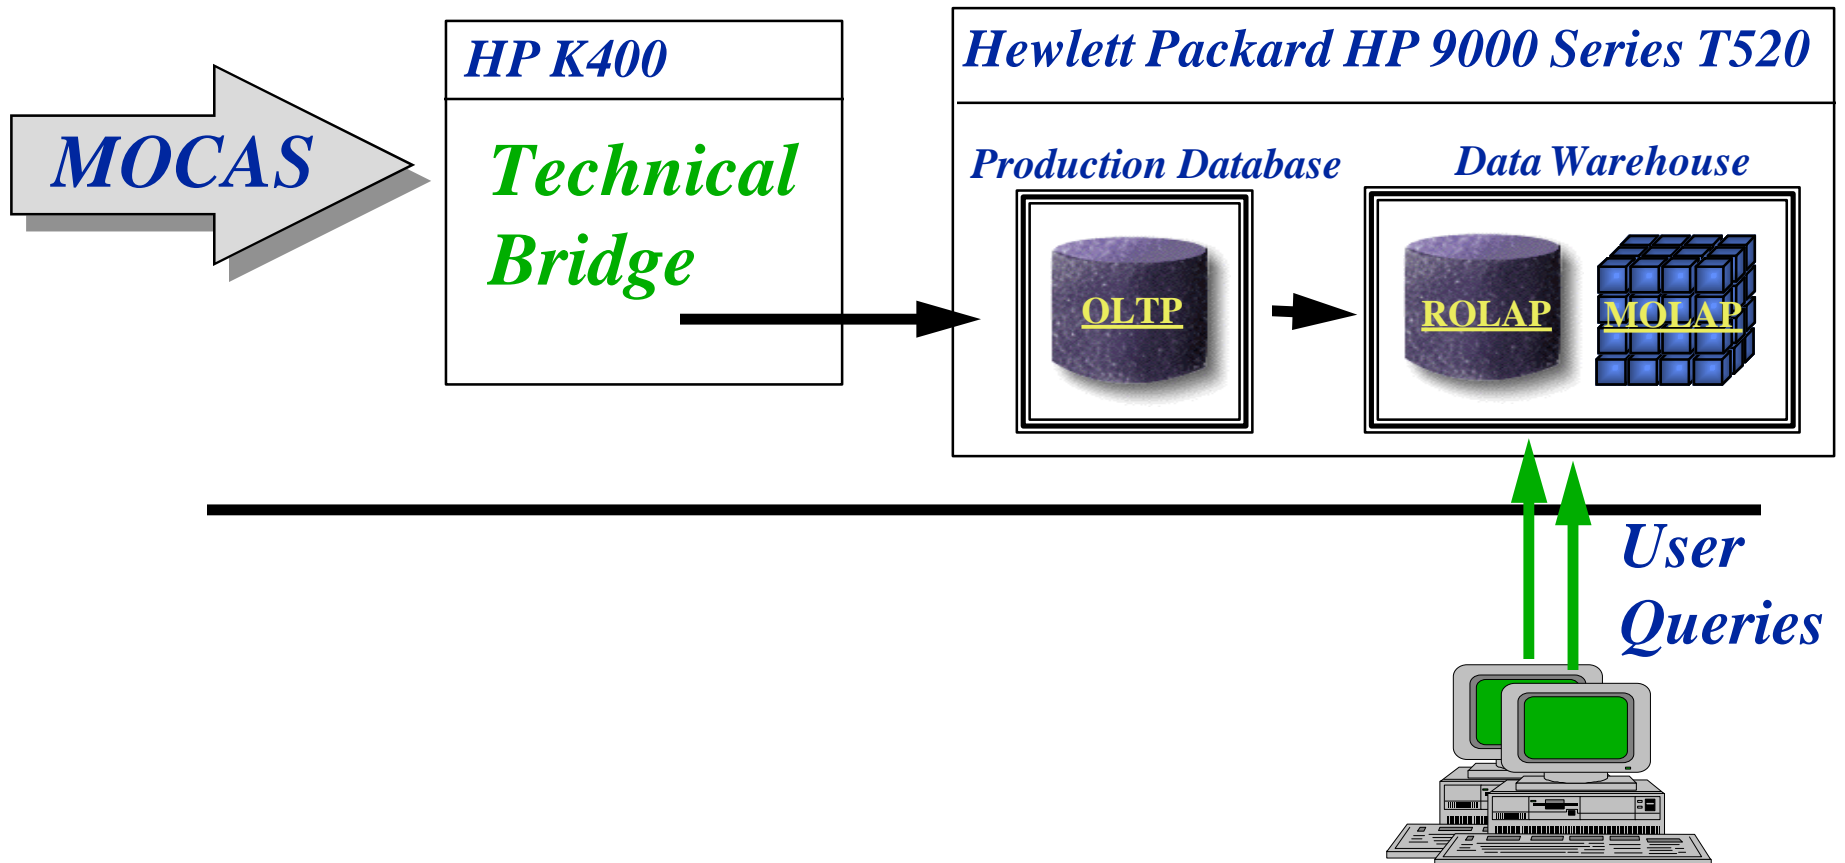 MOCAS
HP K400
Technical
Bridge
Hewlett Packard HP 9000 Series T520
Production Database
Data Warehouse
OLTP
ROLAP
MOLAP
User
Queries